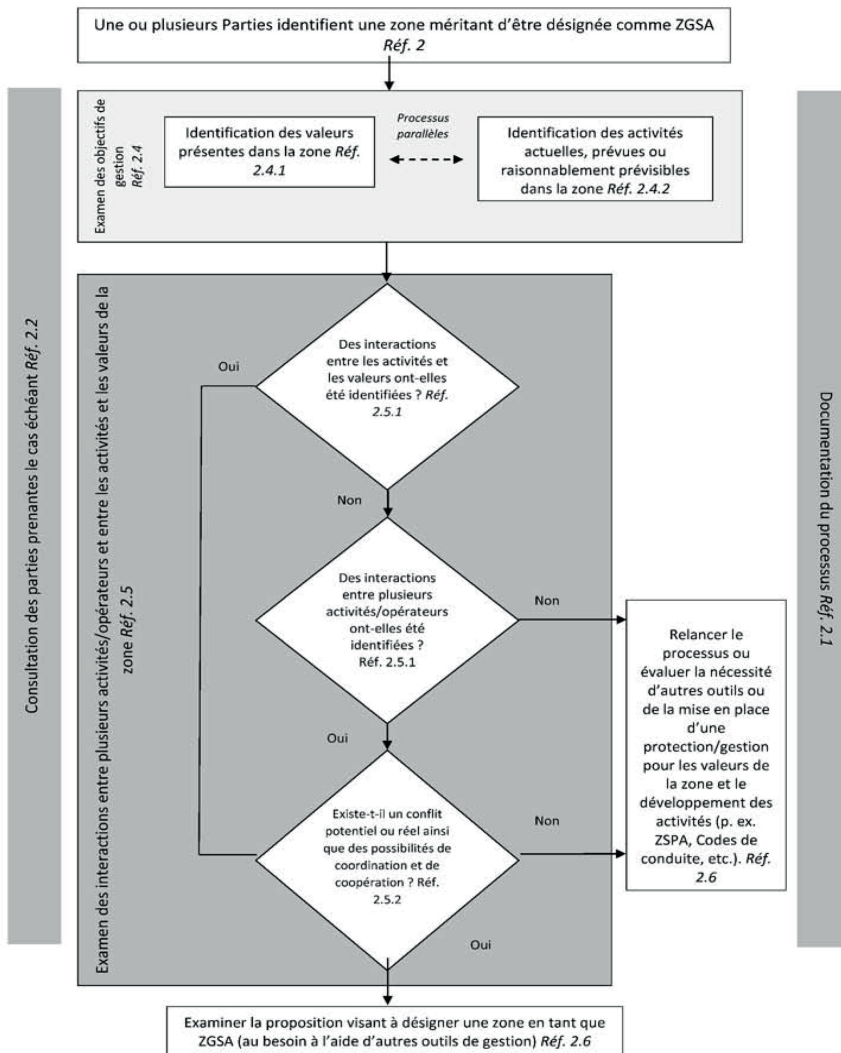 Une ou plusieurs Parties identifient une zone méritant d'être désignée comme ZGSA
Réf. 2
Consultation des parties prenantes le cas échéant Réf. 2.2
Examen des objectifs de
gestion
Réf. 2.4
Identification des valeurs
présentes dans la zone Réf.
2.4.1
Processus
parallèles
Identification des activités
actuelles, prévues ou
raisonnablement prévisibles
dans la zone Réf. 2.4.2
Examen des interactions entre plusieurs activités/opérateurs et entre les activités et les valeurs de la
zone Réf. 2.5
Des interactions
entre les activités et
les valeurs ont-elles
été identifiées ? Réf.
2.5.1
Oui
Non
Des interactions
entre plusieurs
activités/opérateurs
ont-elles été
identifiées ?
Réf. 2.5.1
Non
Oui
Existe-t-il un conflit
potentiel ou réel ainsi
que des possibilités de
coordination et de
coopération ? Réf.
2.5.2
Non
Oui
Relancer le
processus ou
évaluer la nécessité
d'autres outils ou
de la mise en place
d'une
protection/gestion
pour les valeurs de
la zone et le
développement des
activités (p. ex.
ZSPA, Codes de
conduite, etc.). Réf.
2.6
Documentation du processus Réf. 2.1
Examiner la proposition visant à désigner une zone en tant que
ZGSA (au besoin à l'aide d'autres outils de gestion) Réf. 2.6